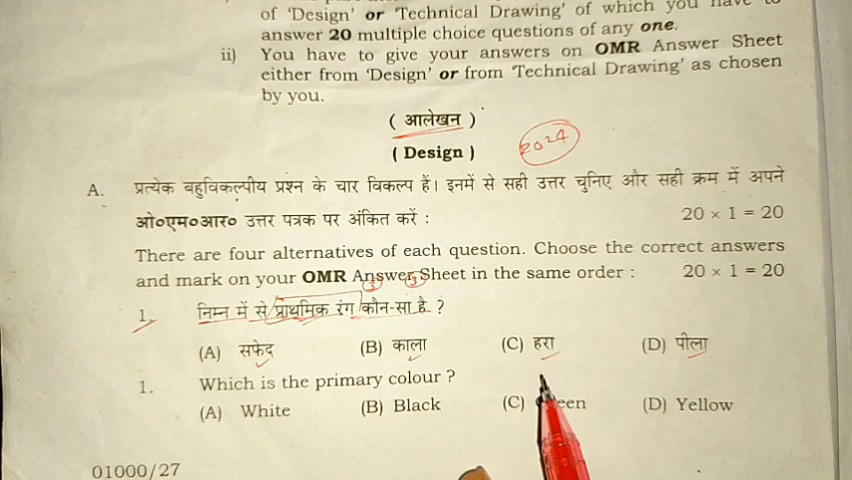 of 'Design' or 'Technical Drawing' of which you have to
answer 20 multiple choice questions of any one.
ii) You have to give your answers on OMR Answer Sheet
either from 'Design' or from 'Technical Drawing' as chosen
by you.
( आलेखन )
( Design )
2024
A. प्रत्येक बहुविकल्पीय प्रश्न के चार विकल्प हैं। इनमें से सही उत्तर चुनिए और सही क्रम में अपने
ओ०एम०आर० उत्तर पत्रक पर अंकित करें : 20 × 1 = 20
There are four alternatives of each question. Choose the correct answers
and mark on your OMR Answer Sheet in the same order : 20 × 1 = 20
3 3
1. निम्न में से प्राथमिक रंग कौन-सा है ?
(A) सफेद (B) काला (C) हरा (D) पीला
1. Which is the primary colour ?
(A) White (B) Black (C) Green (D) Yellow
01000/27